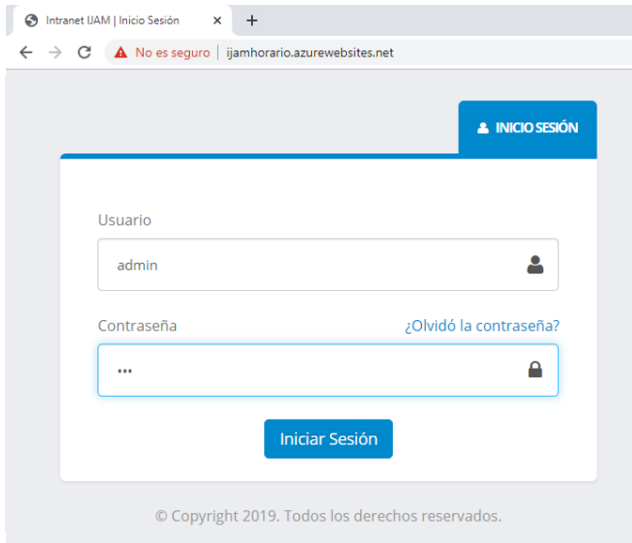 Intranet IJAM | Inicio Sesión
No es seguro | ijamhorario.azurewebsites.net
INICIO SESIÓN
Usuario
admin
Contraseña ¿Olvidó la contraseña?
•••
Iniciar Sesión
© Copyright 2019. Todos los derechos reservados.